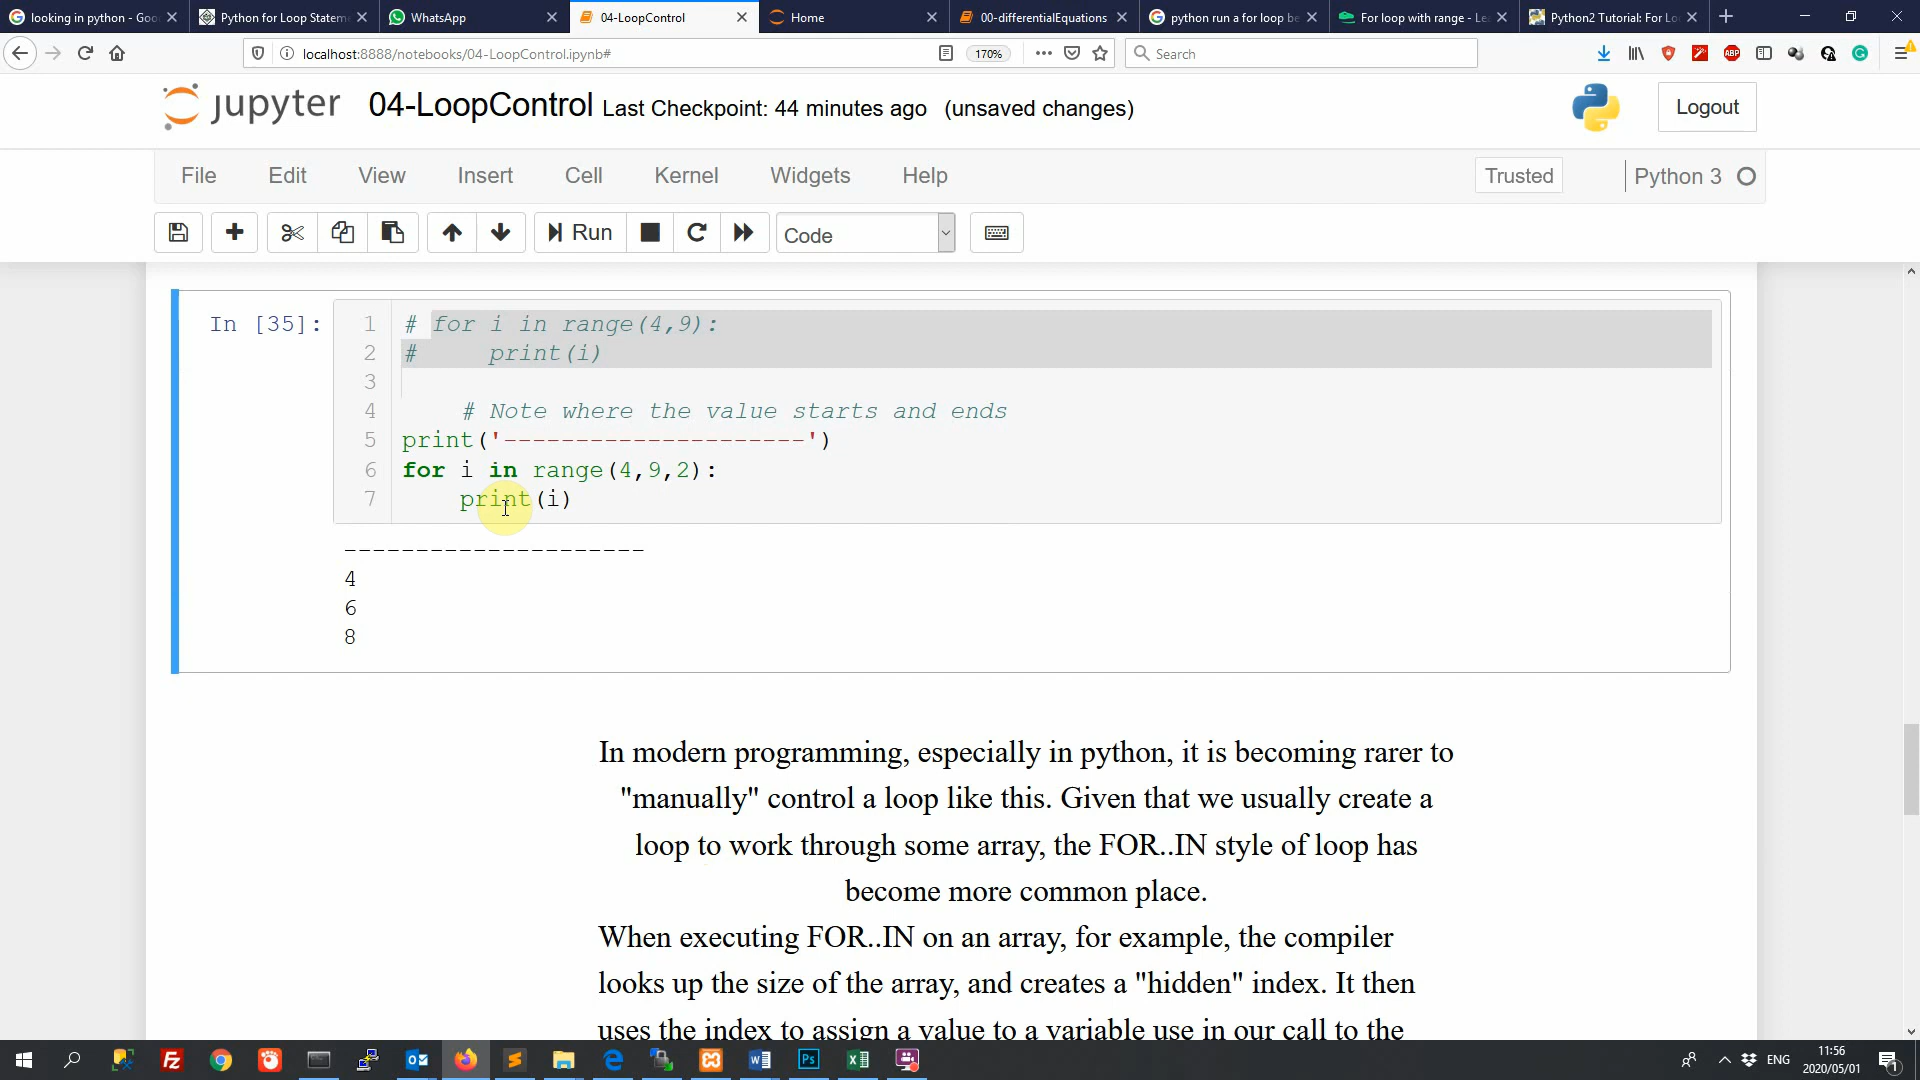 looking in python - Goo
Python for Loop Stateme
WhatsApp
04-LoopControl
Home
00-differentialEquations
python run a for loop be
For loop with range - Le
Python2 Tutorial: For Lo
localhost:8888/notebooks/04-LoopControl.ipynb#
170%
Search
ABP
jupyter 04-LoopControl Last Checkpoint: 44 minutes ago (unsaved changes)
Logout
File Edit View Insert Cell Kernel Widgets Help
Trusted
Python 3
Run
Code
In [35]:
1 # for i in range(4,9):
2 #     print(i)
3
4     # Note where the value starts and ends
5 print('---------------------')
6 for i in range(4,9,2):
7     print(i)
---------------------
4
6
8
In modern programming, especially in python, it is becoming rarer to
"manually" control a loop like this. Given that we usually create a
loop to work through some array, the FOR..IN style of loop has
become more common place.
When executing FOR..IN on an array, for example, the compiler
looks up the size of the array, and creates a "hidden" index. It then
uses the index to assign a value to a variable use in our call to the
Fz
Ps
ENG
11:56
2020/05/01
1